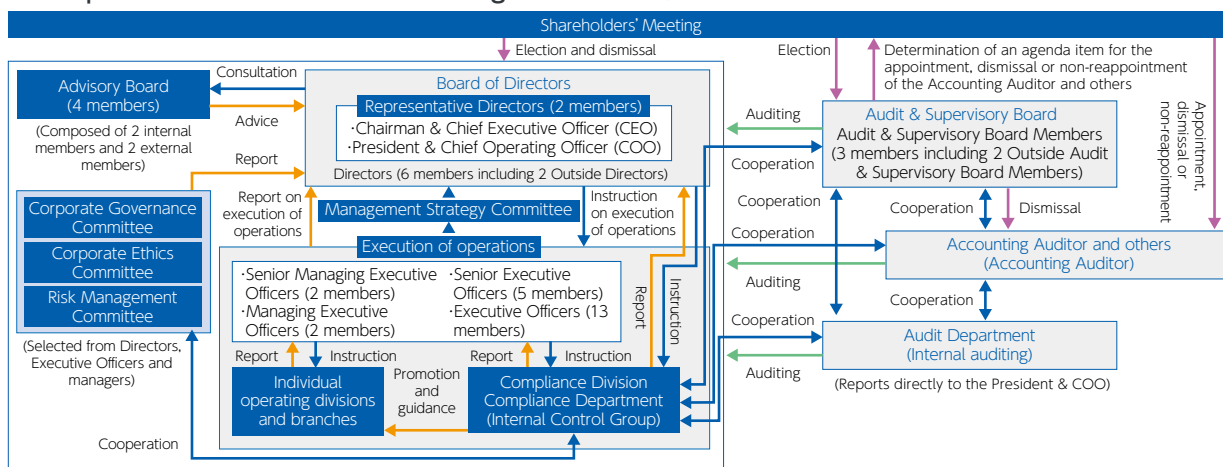 Shareholders' Meeting
Election and dismissal
Election
Determination of an agenda item for the
appointment, dismissal or non-reappointment
of the Accounting Auditor and others
Appointment,
dismissal or
non-reappointment
Advisory Board
(4 members)
Consultation
Advice
(Composed of 2 internal
members and 2 external
members)
Report
Board of Directors
Representative Directors (2 members)
・Chairman & Chief Executive Officer (CEO)
・President & Chief Operating Officer (COO)
Directors (6 members including 2 Outside Directors)
Auditing
Cooperation
Audit & Supervisory Board
Audit & Supervisory Board Members
(3 members including 2 Outside Audit
& Supervisory Board Members)
Corporate Governance
Committee
Corporate Ethics
Committee
Risk Management
Committee
(Selected from Directors,
Executive Officers and
managers)
Report on
execution of
operations
Management Strategy Committee
Instruction
on execution
of operations
Cooperation
Cooperation
Dismissal
Execution of operations
・Senior Managing Executive
Officers (2 members)
・Managing Executive
Officers (2 members)
・Senior Executive
Officers (5 members)
・Executive Officers (13
members)
Report
Instruction
Cooperation
Auditing
Accounting Auditor and others
(Accounting Auditor)
Cooperation
Report
Instruction
Report
Instruction
Cooperation
Auditing
Audit Department
(Internal auditing)
(Reports directly to the President & COO)
Individual
operating divisions
and branches
Promotion
and
guidance
Compliance Division
Compliance Department
(Internal Control Group)
Cooperation